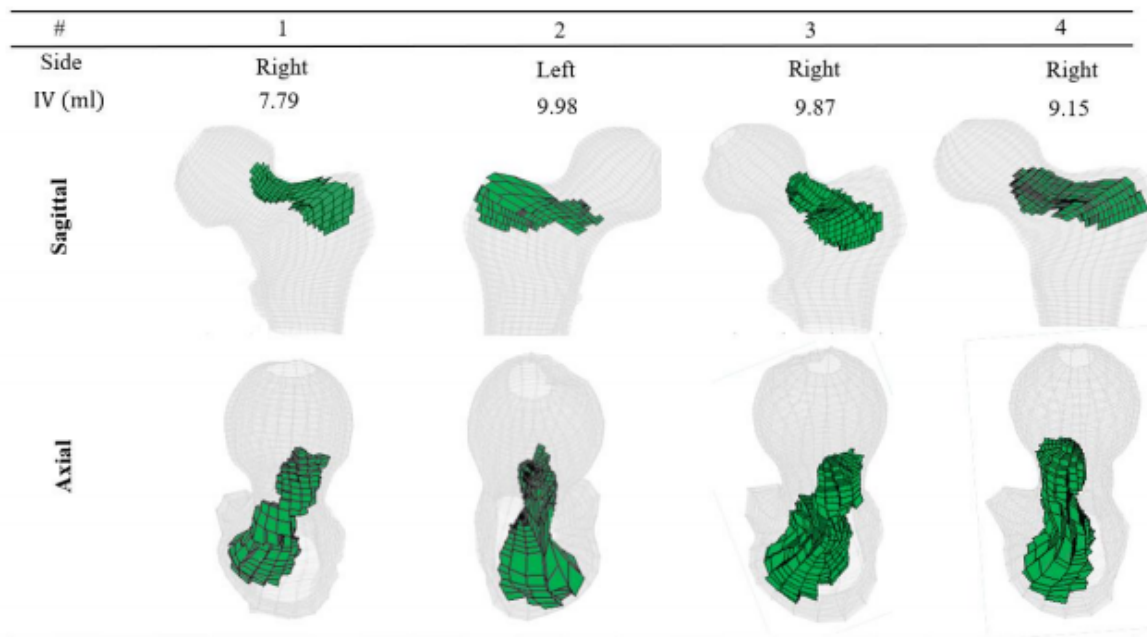 # 1 2 3 4
Side Right Left Right Right
IV (ml) 7.79 9.98 9.87 9.15
Sagittal
Axial